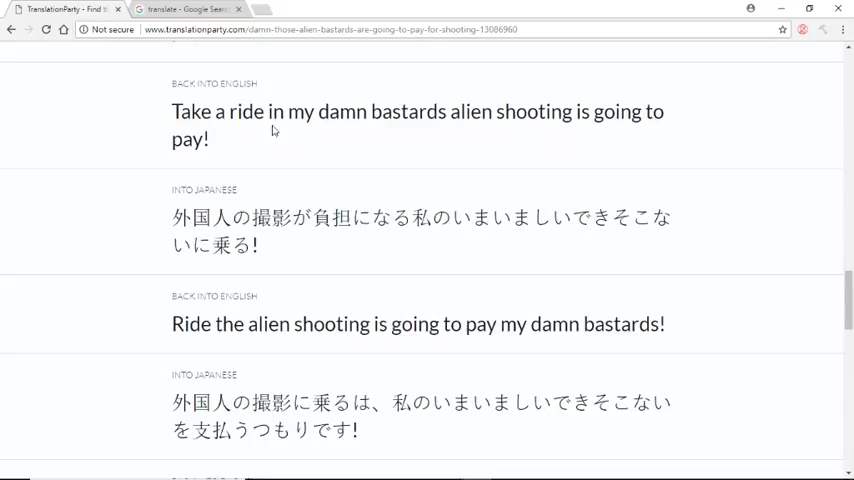 TranslationParty - Find t
translate - Google Searc
Not secure
www.translationparty.com/damn-those-alien-bastards-are-going-to-pay-for-shooting-13086960
BACK INTO ENGLISH
Take a ride in my damn bastards alien shooting is going to
pay!
INTO JAPANESE
外国人の撮影が負担になる私のいまいましいできそこな
いに乗る!
BACK INTO ENGLISH
Ride the alien shooting is going to pay my damn bastards!
INTO JAPANESE
外国人の撮影に乗るは、私のいまいましいできそこない
を支払うつもりです!